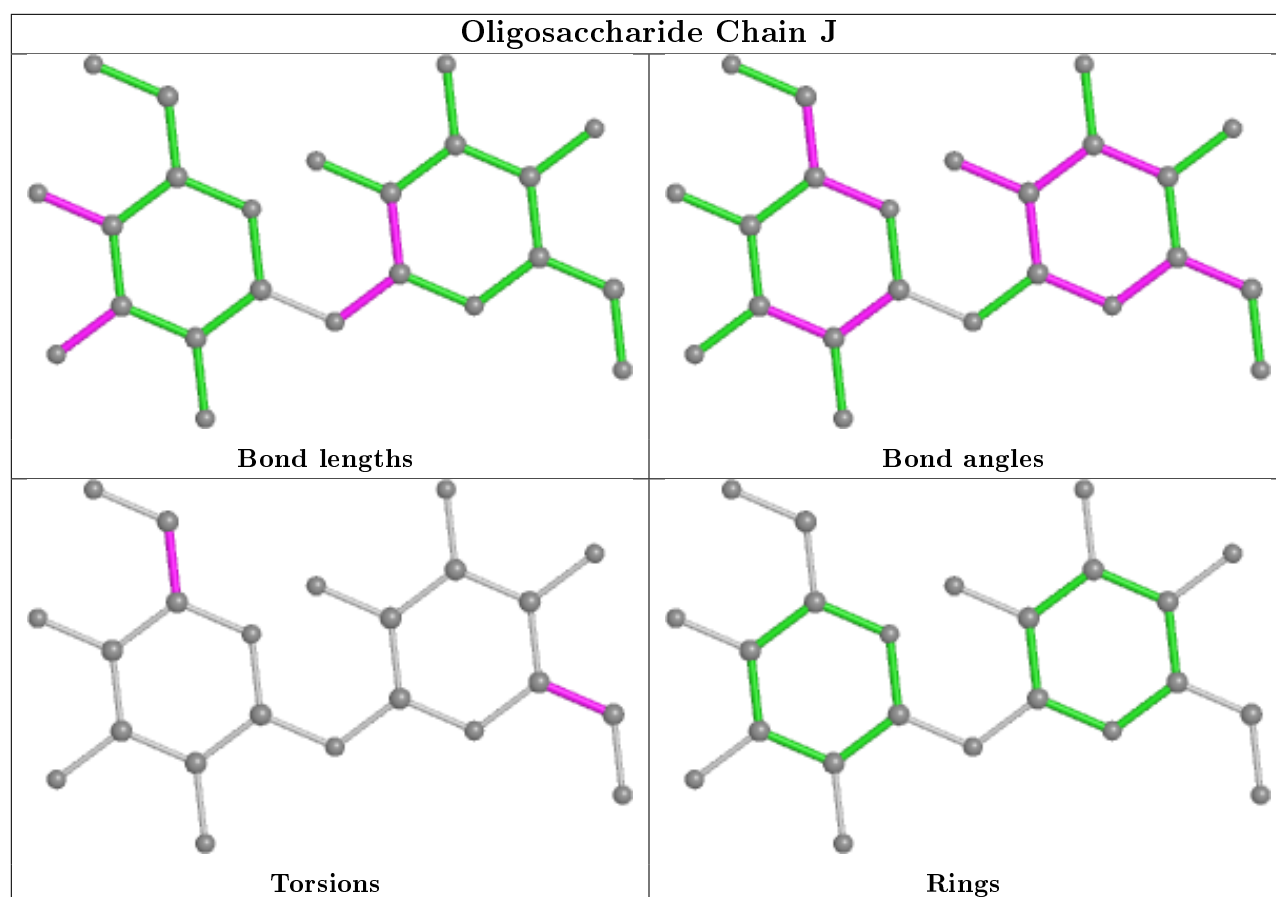 Oligosaccharide Chain J
Bond lengths
Bond angles
Torsions
Rings